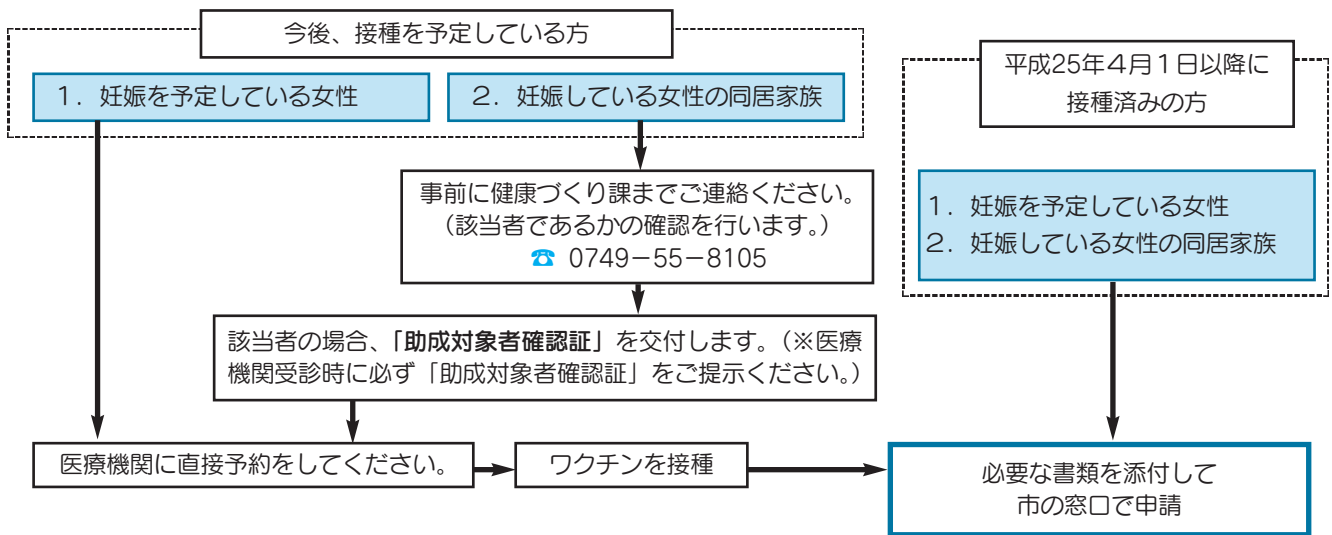 今後、接種を予定している方
1．妊娠を予定している女性
2．妊娠している女性の同居家族
事前に健康づくり課までご連絡ください。
（該当者であるかの確認を行います。）
☎ 0749−55−8105
該当者の場合、「助成対象者確認証」を交付します。（※医療
機関受診時に必ず「助成対象者確認証」をご提示ください。）
医療機関に直接予約をしてください。
ワクチンを接種
平成25年４月１日以降に
接種済みの方
1．妊娠を予定している女性
2．妊娠している女性の同居家族
必要な書類を添付して
市の窓口で申請